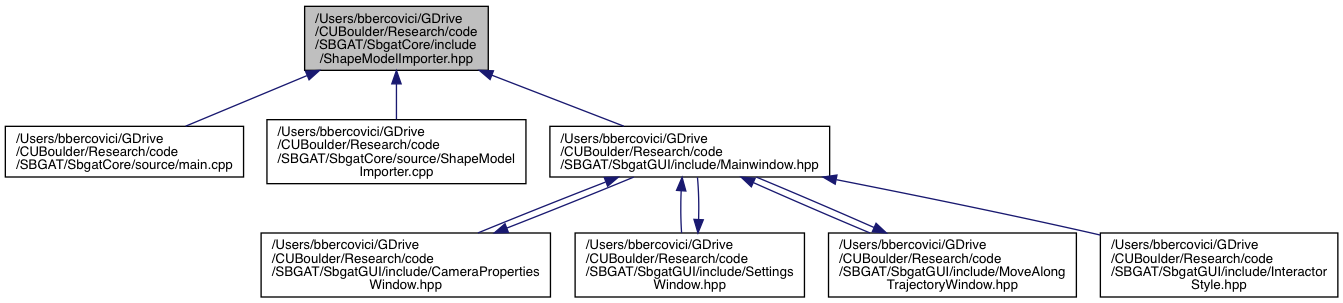 /Users/bbercovici/GDrive
/CUBoulder/Research/code
/SBGAT/SbgatCore/include
/ShapeModelImporter.hpp
/Users/bbercovici/GDrive
/CUBoulder/Research/code
/SBGAT/SbgatCore/source/main.cpp
/Users/bbercovici/GDrive
/CUBoulder/Research/code
/SBGAT/SbgatCore/source/ShapeModel
Importer.cpp
/Users/bbercovici/GDrive
/CUBoulder/Research/code
/SBGAT/SbgatGUI/include/Mainwindow.hpp
/Users/bbercovici/GDrive
/CUBoulder/Research/code
/SBGAT/SbgatGUI/include/CameraProperties
Window.hpp
/Users/bbercovici/GDrive
/CUBoulder/Research/code
/SBGAT/SbgatGUI/include/Settings
Window.hpp
/Users/bbercovici/GDrive
/CUBoulder/Research/code
/SBGAT/SbgatGUI/include/MoveAlong
TrajectoryWindow.hpp
/Users/bbercovici/GDrive
/CUBoulder/Research/code
/SBGAT/SbgatGUI/include/Interactor
Style.hpp